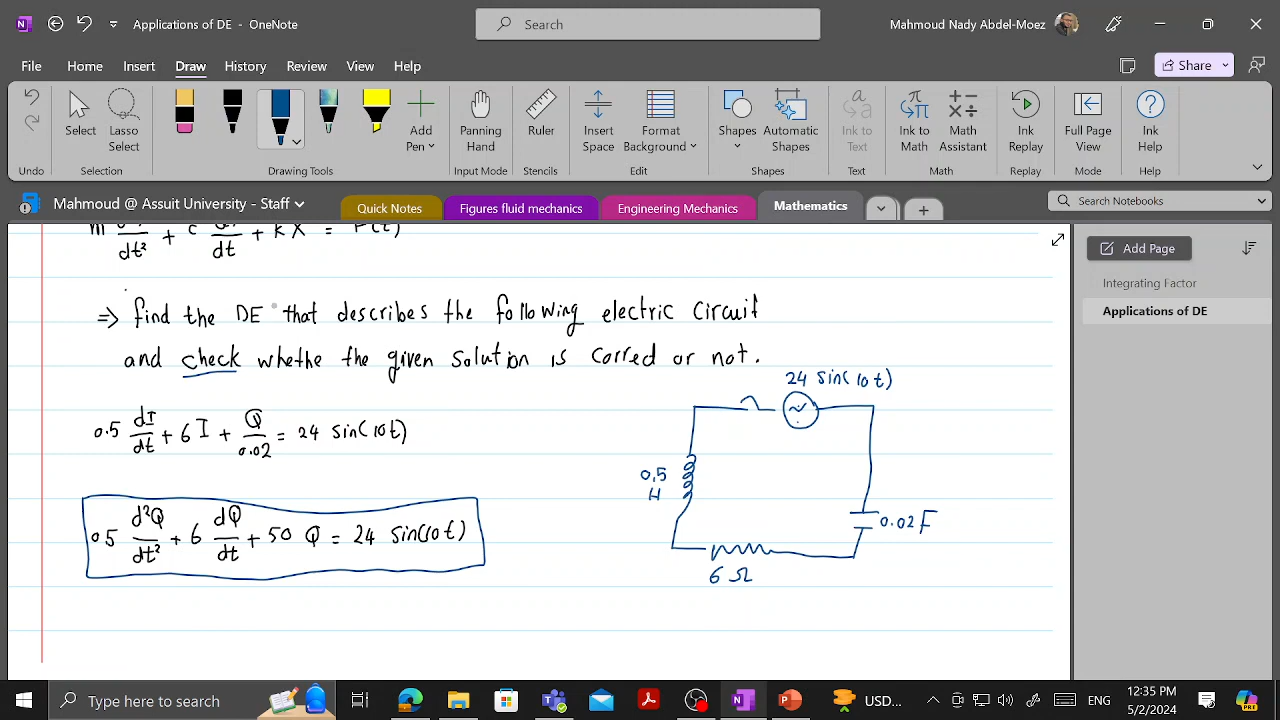 Applications of DE - OneNote
Search
Mahmoud Nady Abdel-Moez
File Home Insert Draw History Review View Help
Share
Select
Lasso Select
Add Pen
Panning Hand
Ruler
Insert Space
Format Background
Shapes
Automatic Shapes
Ink to Text
Ink to Math
Math Assistant
Ink Replay
Full Page View
Ink Help
Undo Selection Drawing Tools Input Mode Stencils Edit Shapes Text Math Replay Mode Help
Mahmoud @ Assuit University - Staff
Quick Notes
Figures fluid mechanics
Engineering Mechanics
Mathematics
Search Notebooks
Add Page
Integrating Factor
Applications of DE
dt² + c dt + kX = F(t)
⇒ find the DE that describes the following electric circuit
and check whethe the given solution is corred or not.
24 sin(10t)
0.5 dI/dt + 6 I + Q/0.02 = 24 sin(10t)
0.5 H
0.02 F
0.5 d²Q/dt² + 6 dQ/dt + 50 Q = 24 sin(10t)
6 Ω
Type here to search
USD...
ENG
12:35 PM
5/2/2024